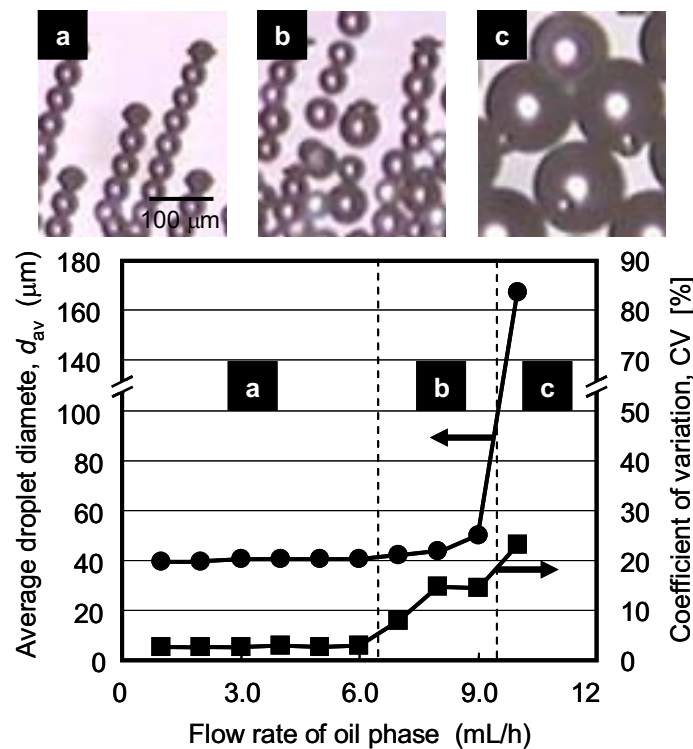 a b c
100 μm
Average droplet diamete, dav (μm)
180
160
140
100
80
60
40
20
0
a b c
Coefficient of variation, CV [%]
90
80
70
50
40
30
20
10
0
0 3.0 6.0 9.0 12
Flow rate of oil phase (mL/h)